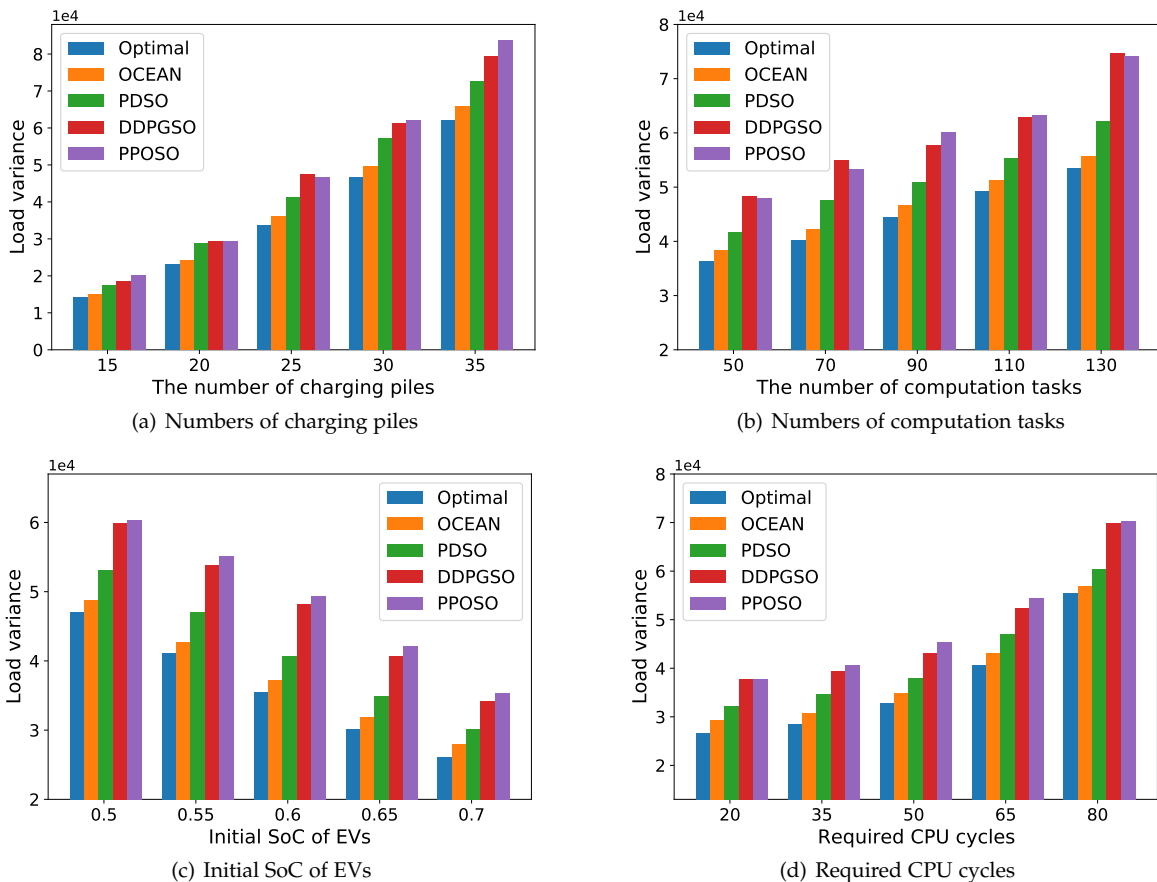 1e4
8
7
6
5
4
3
2
1
0
Load variance
Optimal
OCEAN
PDSO
DDPGSO
PPOSO
15 20 25 30 35
The number of charging piles
(a) Numbers of charging piles
1e4
8
7
6
5
4
3
2
Load variance
Optimal
OCEAN
PDSO
DDPGSO
PPOSO
50 70 90 110 130
The number of computation tasks
(b) Numbers of computation tasks
1e4
6
5
4
3
2
Load variance
Optimal
OCEAN
PDSO
DDPGSO
PPOSO
0.5 0.55 0.6 0.65 0.7
Initial SoC of EVs
(c) Initial SoC of EVs
1e4
8
7
6
5
4
3
2
Load variance
Optimal
OCEAN
PDSO
DDPGSO
PPOSO
20 35 50 65 80
Required CPU cycles
(d) Required CPU cycles